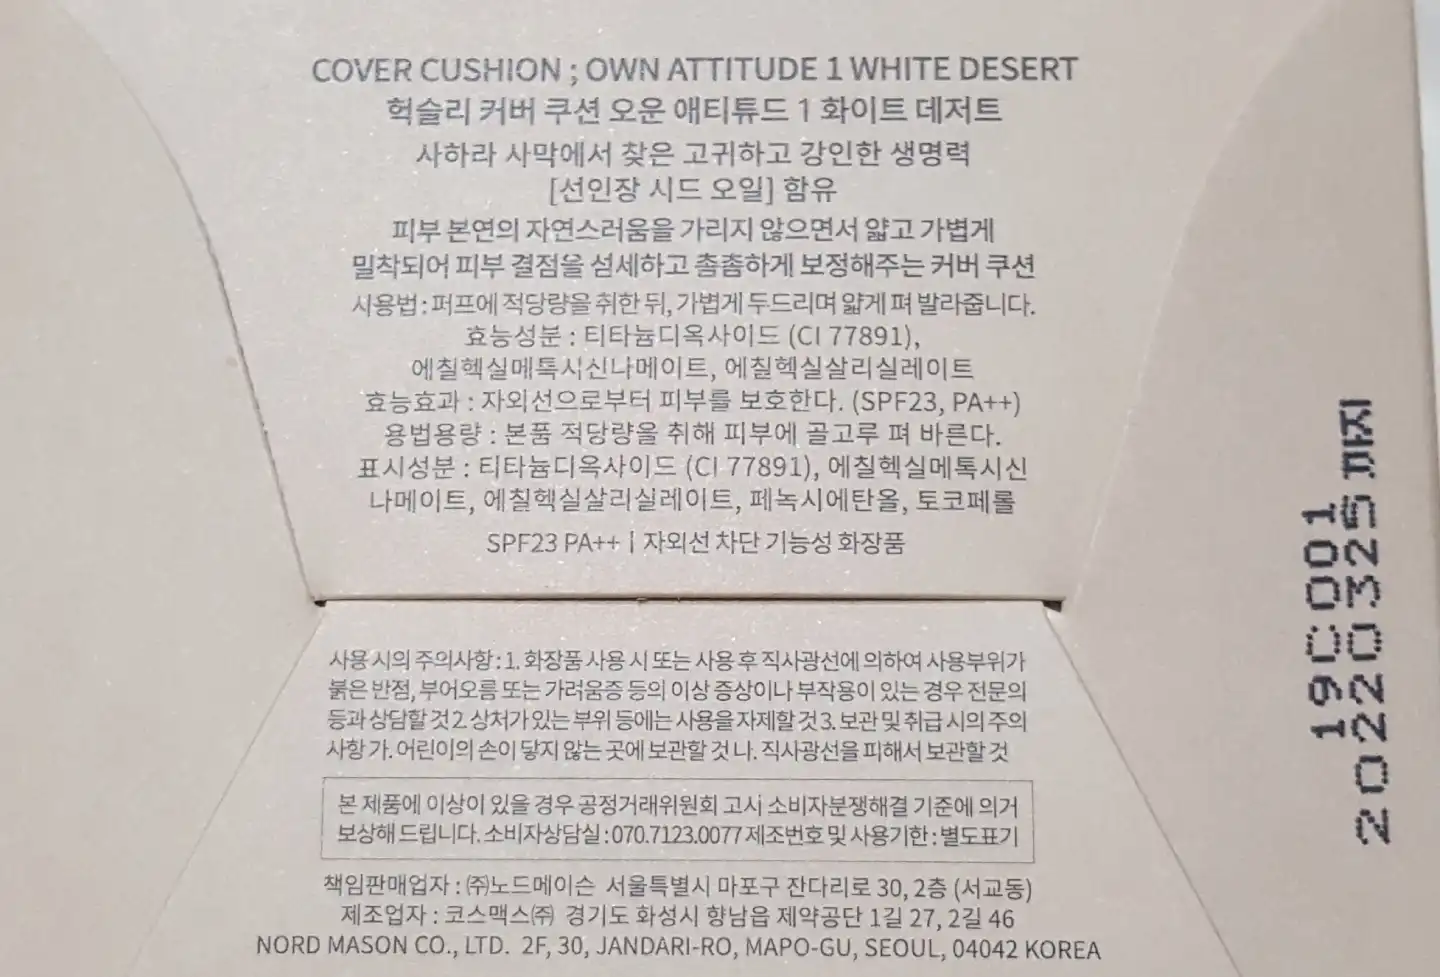 COVER CUSHION ; OWN ATTITUDE 1 WHITE DESERT
헉슬리 커버 쿠션 오운 애티튜드 1 화이트 데저트
사하라 사막에서 찾은 고귀하고 강인한 생명력
[선인장 시드 오일] 함유
피부 본연의 자연스러움을 가리지 않으면서 얇고 가볍게
밀착되어 피부 결점을 섬세하고 촘촘하게 보정해주는 커버 쿠션
사용법 : 퍼프에 적당량을 취한 뒤, 가볍게 두드리며 얇게 펴 발라줍니다.
효능성분 : 티타늄디옥사이드 (CI 77891),
에칠헥실메톡시신나메이트, 에칠헥실살리실레이트
효능효과 : 자외선으로부터 피부를 보호한다. (SPF23, PA++)
용법용량 : 본품 적당량을 취해 피부에 골고루 펴 바른다.
표시성분 : 티타늄디옥사이드 (CI 77891), 에칠헥실메톡시신
나메이트, 에칠헥실살리실레이트, 페녹시에탄올, 토코페롤
SPF23 PA++ | 자외선 차단 기능성 화장품
사용 시의 주의사항 : 1. 화장품 사용 시 또는 사용 후 직사광선에 의하여 사용부위가
붉은 반점, 부어오름 또는 가려움증 등의 이상 증상이나 부작용이 있는 경우 전문의
등과 상담할 것 2. 상처가 있는 부위 등에는 사용을 자제할 것 3. 보관 및 취급 시의 주의
사항 가. 어린이의 손이 닿지 않는 곳에 보관할 것 나. 직사광선을 피해서 보관할 것
본 제품에 이상이 있을 경우 공정거래위원회 고시 소비자분쟁해결 기준에 의거
보상해 드립니다. 소비자상담실 : 070.7123.0077 제조번호 및 사용기한 : 별도표기
책임판매업자 : ㈜노드메이슨 서울특별시 마포구 잔다리로 30, 2층 (서교동)
제조업자 : 코스맥스㈜ 경기도 화성시 향남읍 제약공단 1길 27, 2길 46
NORD MASON CO., LTD. 2F, 30, JANDARI-RO, MAPO-GU, SEOUL, 04042 KOREA
19C001
20220325까지